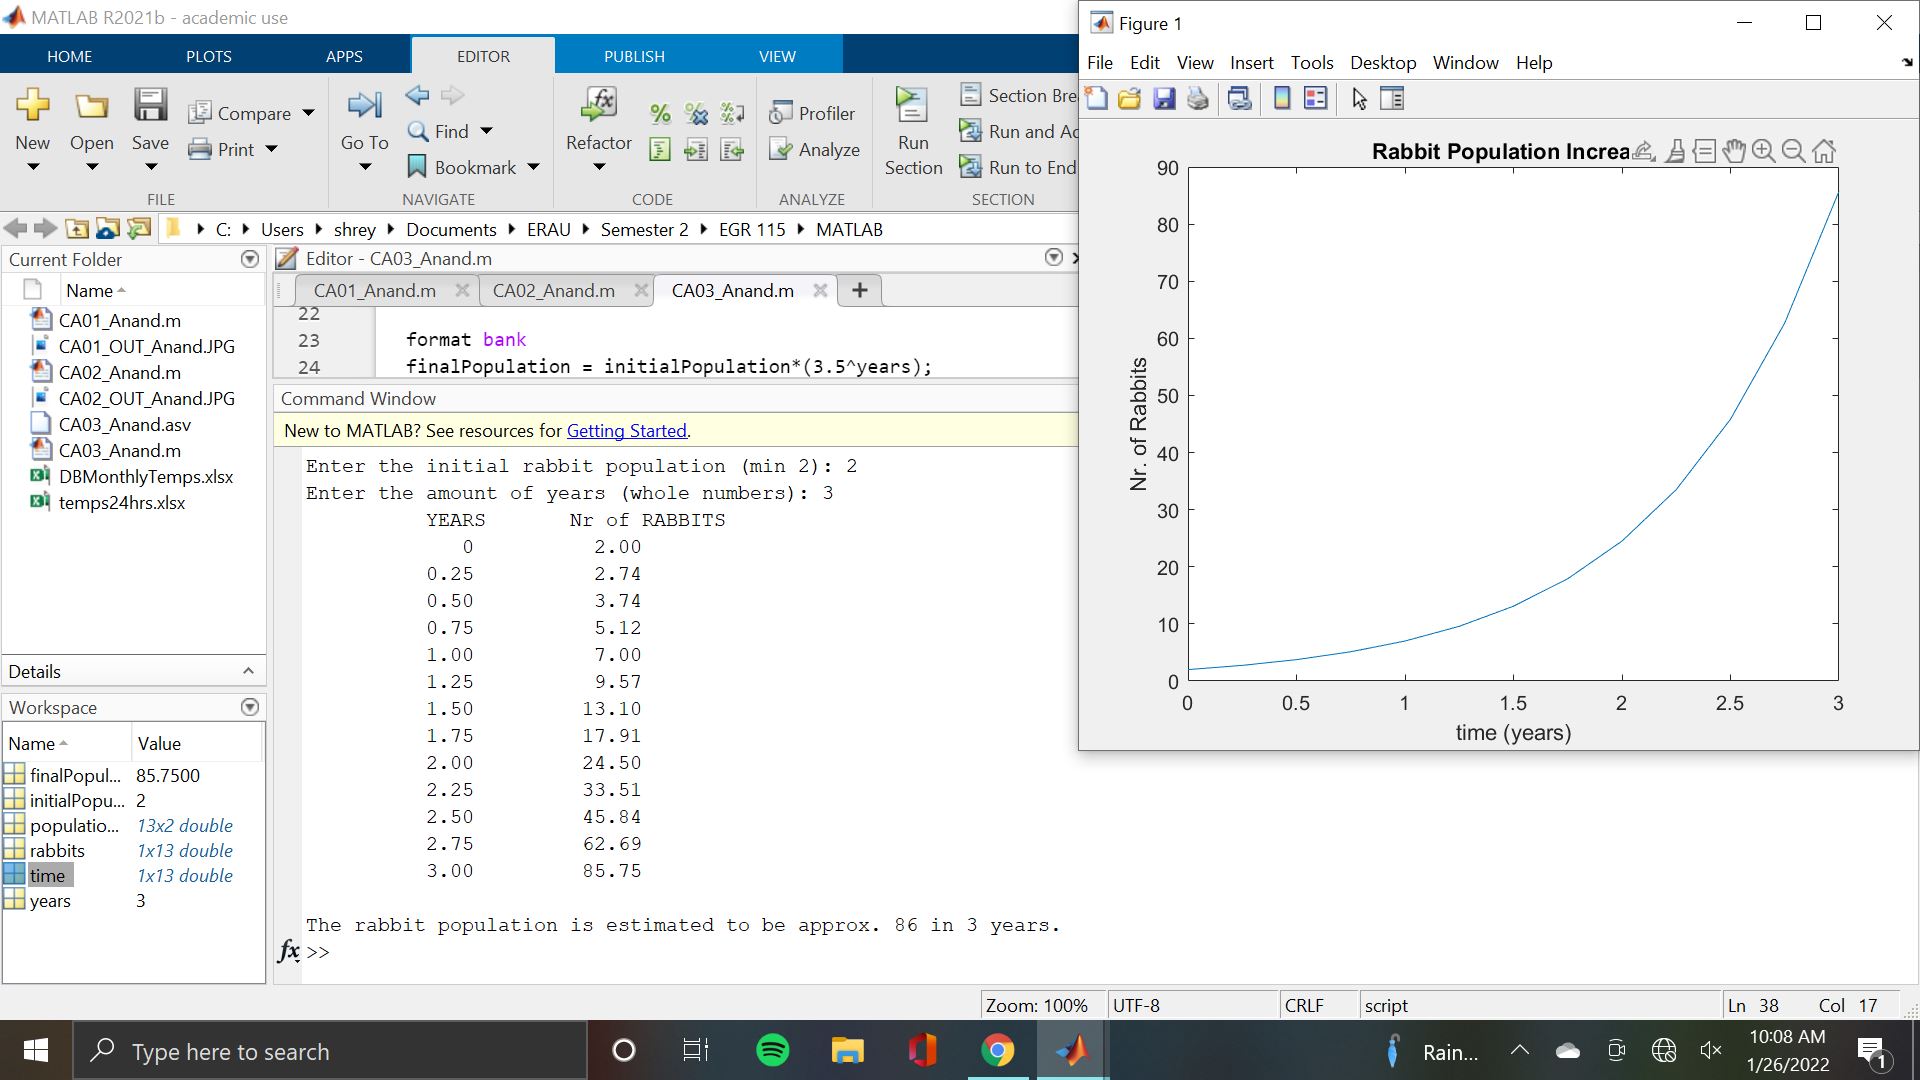 MATLAB R2021b - academic use
HOME PLOTS APPS EDITOR PUBLISH VIEW
New
Open
Save
Compare
Print
FILE
Go To
Find
Bookmark
NAVIGATE
Refactor
CODE
Profiler
Analyze
ANALYZE
Run
Section
Section Bre
Run and Ad
Run to End
SECTION
C: Users shrey Documents ERAU Semester 2 EGR 115 MATLAB
Current Folder
Name
CA01_Anand.m
CA01_OUT_Anand.JPG
CA02_Anand.m
CA02_OUT_Anand.JPG
CA03_Anand.asv
CA03_Anand.m
DBMonthlyTemps.xlsx
temps24hrs.xlsx
Details
Workspace
Name Value
finalPopul... 85.7500
initialPopu... 2
populatio... 13x2 double
rabbits 1x13 double
time 1x13 double
years 3
Editor - CA03_Anand.m
CA01_Anand.m CA02_Anand.m CA03_Anand.m
22
23 format bank
24 finalPopulation = initialPopulation*(3.5^years);
Command Window
New to MATLAB? See resources for Getting Started.
Enter the initial rabbit population (min 2): 2
Enter the amount of years (whole numbers): 3
YEARS Nr of RABBITS
0 2.00
0.25 2.74
0.50 3.74
0.75 5.12
1.00 7.00
1.25 9.57
1.50 13.10
1.75 17.91
2.00 24.50
2.25 33.51
2.50 45.84
2.75 62.69
3.00 85.75
The rabbit population is estimated to be approx. 86 in 3 years.
fx >>
Figure 1
File Edit View Insert Tools Desktop Window Help
Rabbit Population Increa
90
80
70
60
50
40
30
20
10
0
Nr. of Rabbits
0 0.5 1 1.5 2 2.5 3
time (years)
Zoom: 100% UTF-8 CRLF script Ln 38 Col 17
Type here to search
Rain...
10:08 AM
1/26/2022
1